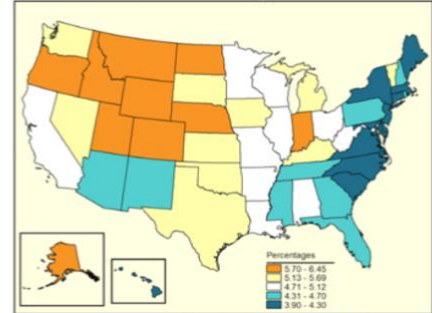 Percentages
5.70 - 6.45
5.13 - 5.69
4.71 - 5.12
4.31 - 4.70
3.90 - 4.30